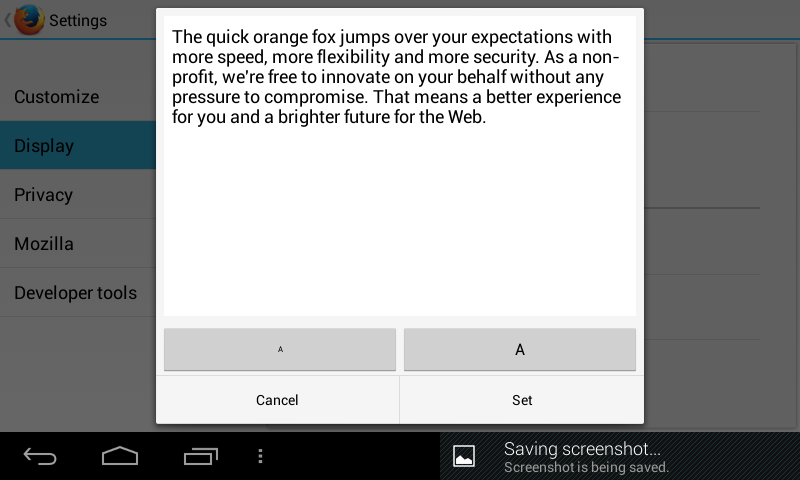 Settings
Customize
Display
Privacy
Mozilla
Developer tools
The quick orange fox jumps over your expectations with
more speed, more flexibility and more security. As a non-
profit, we're free to innovate on your behalf without any
pressure to compromise. That means a better experience
for you and a brighter future for the Web.
A
A
Cancel
Set
Saving screenshot...
Screenshot is being saved.